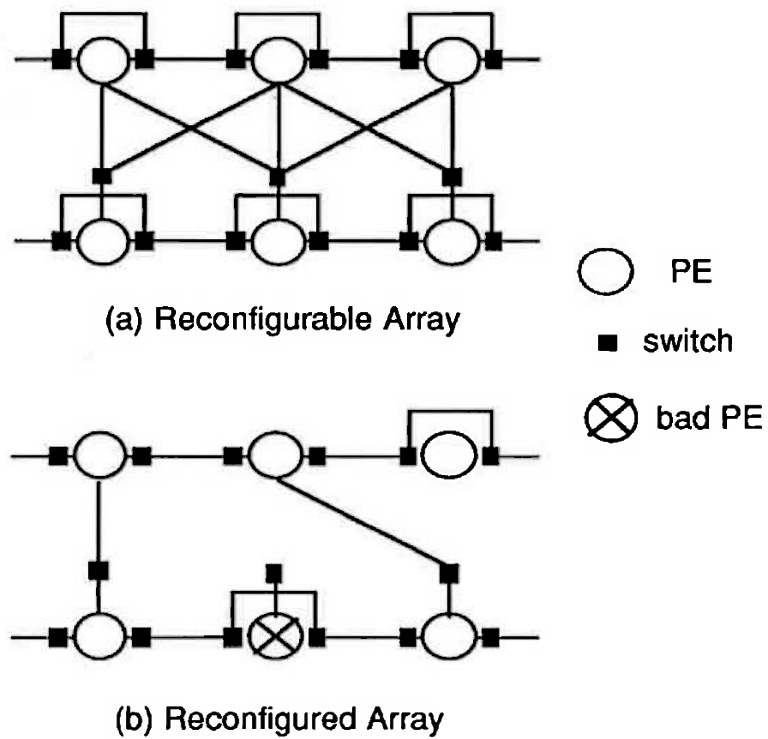 (a) Reconfigurable Array
PE
switch
bad PE
(b) Reconfigured Array